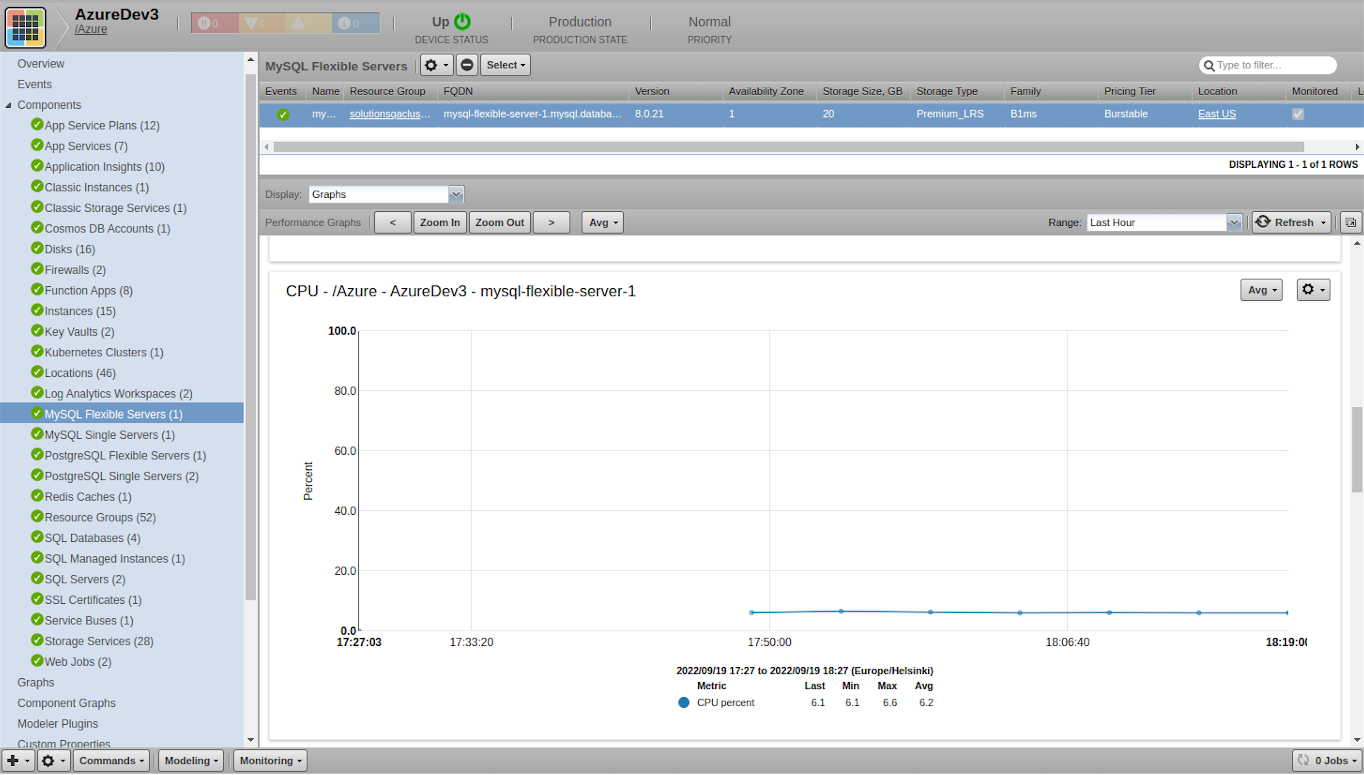 AzureDev3
/Azure
0 0 0 0
Up
DEVICE STATUS
Production
PRODUCTION STATE
Normal
PRIORITY
Overview
Events
Components
App Service Plans (12)
App Services (7)
Application Insights (10)
Classic Instances (1)
Classic Storage Services (1)
Cosmos DB Accounts (1)
Disks (16)
Firewalls (2)
Function Apps (8)
Instances (15)
Key Vaults (2)
Kubernetes Clusters (1)
Locations (46)
Log Analytics Workspaces (2)
MySQL Flexible Servers (1)
MySQL Single Servers (1)
PostgreSQL Flexible Servers (1)
PostgreSQL Single Servers (2)
Redis Caches (1)
Resource Groups (52)
SQL Databases (4)
SQL Managed Instances (1)
SQL Servers (2)
SSL Certificates (1)
Service Buses (1)
Storage Services (28)
Web Jobs (2)
Graphs
Component Graphs
Modeler Plugins
Custom Properties
MySQL Flexible Servers
Select
Type to filter...
Events Name Resource Group FQDN Version Availability Zone Storage Size, GB Storage Type Family Pricing Tier Location Monitored
my... solutionsqaclus... mysql-flexible-server-1.mysql.databa... 8.0.21 1 20 Premium_LRS B1ms Burstable East US
DISPLAYING 1 - 1 of 1 ROWS
Display: Graphs
Performance Graphs < Zoom In Zoom Out > Avg Range: Last Hour Refresh
CPU - /Azure - AzureDev3 - mysql-flexible-server-1
Avg
100.0
80.0
60.0
40.0
20.0
0.0
Percent
17:27:03 17:33:20 17:50:00 18:06:40 18:19:00
2022/09/19 17:27 to 2022/09/19 18:27 (Europe/Helsinki)
Metric Last Min Max Avg
CPU percent 6.1 6.1 6.6 6.2
Commands Modeling Monitoring 0 Jobs